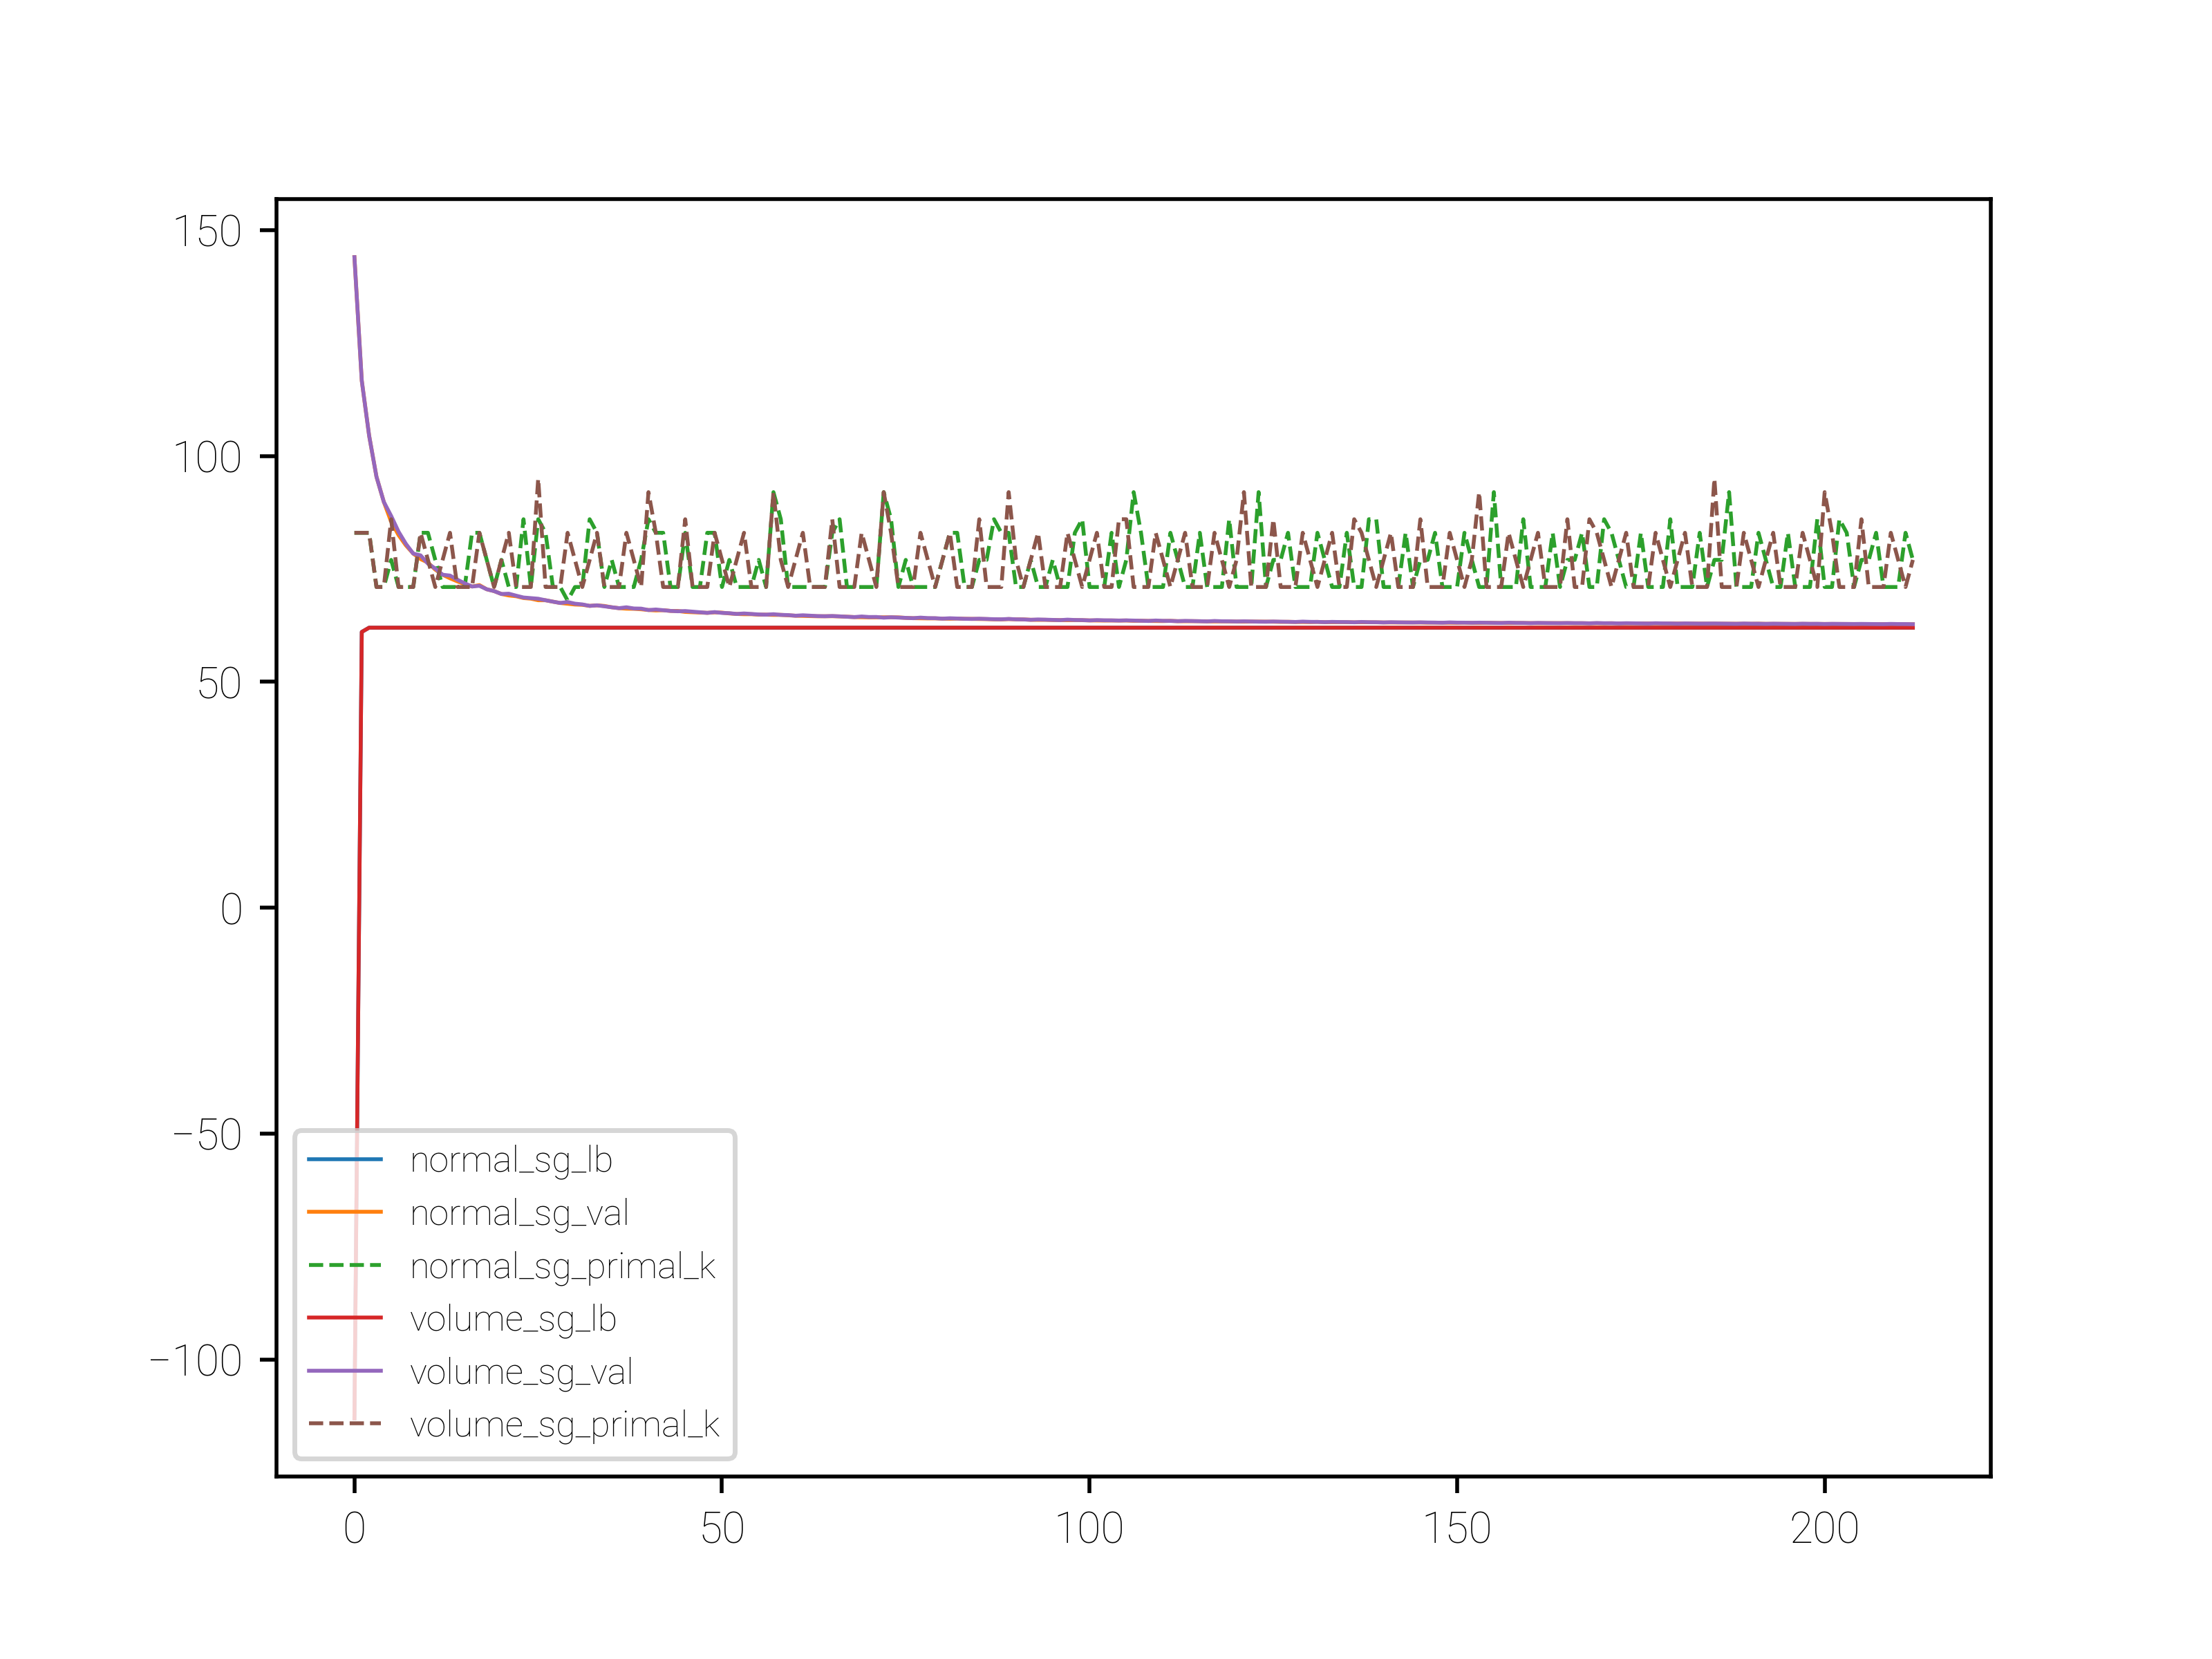 150
100
50
0
−50
−100
normal_sg_lb
normal_sg_val
normal_sg_primal_k
volume_sg_lb
volume_sg_val
volume_sg_primal_k
0 50 100 150 200